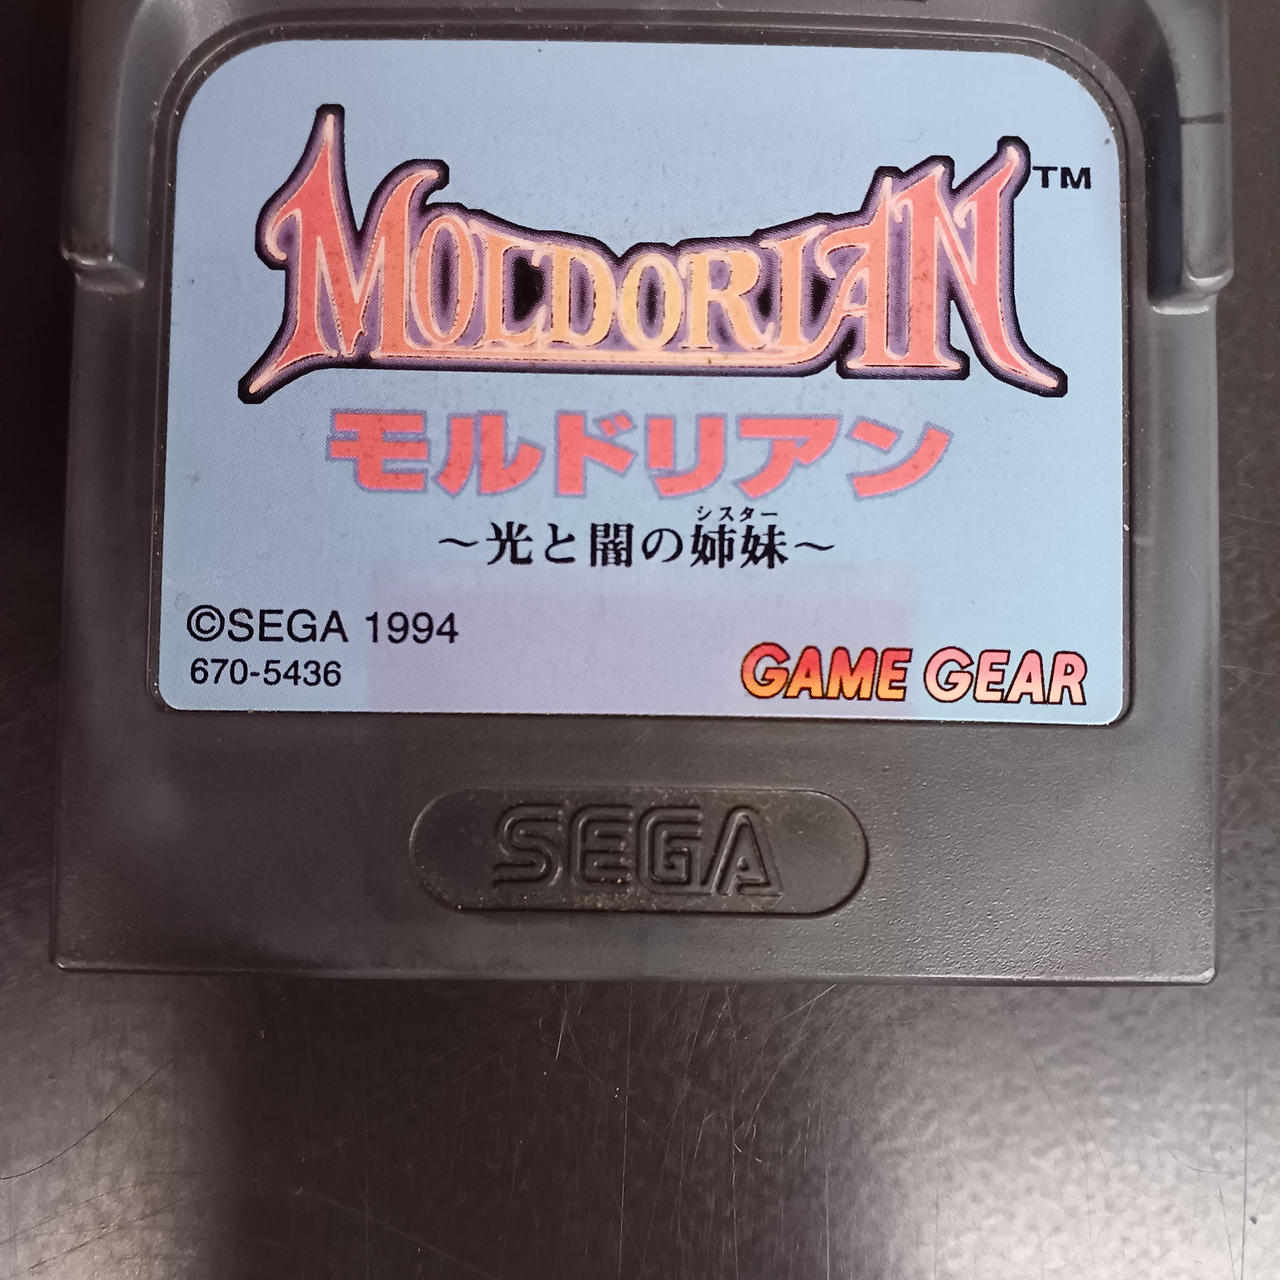 MOLDORIAN™
モルドリアン
シスター
～光と闇の姉妹～
©SEGA 1994
670-5436
GAME GEAR
SEGA